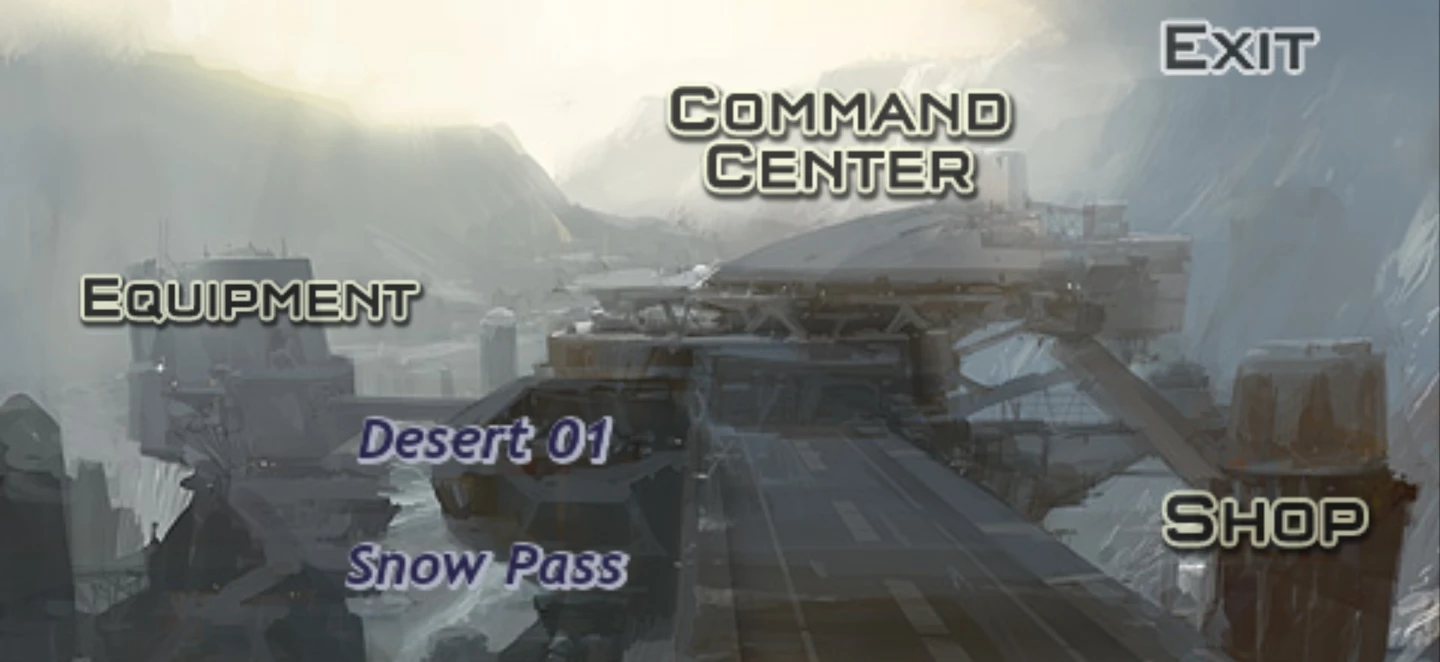 Exit
Command
Center
Equipment
Desert 01
Shop
Snow Pass